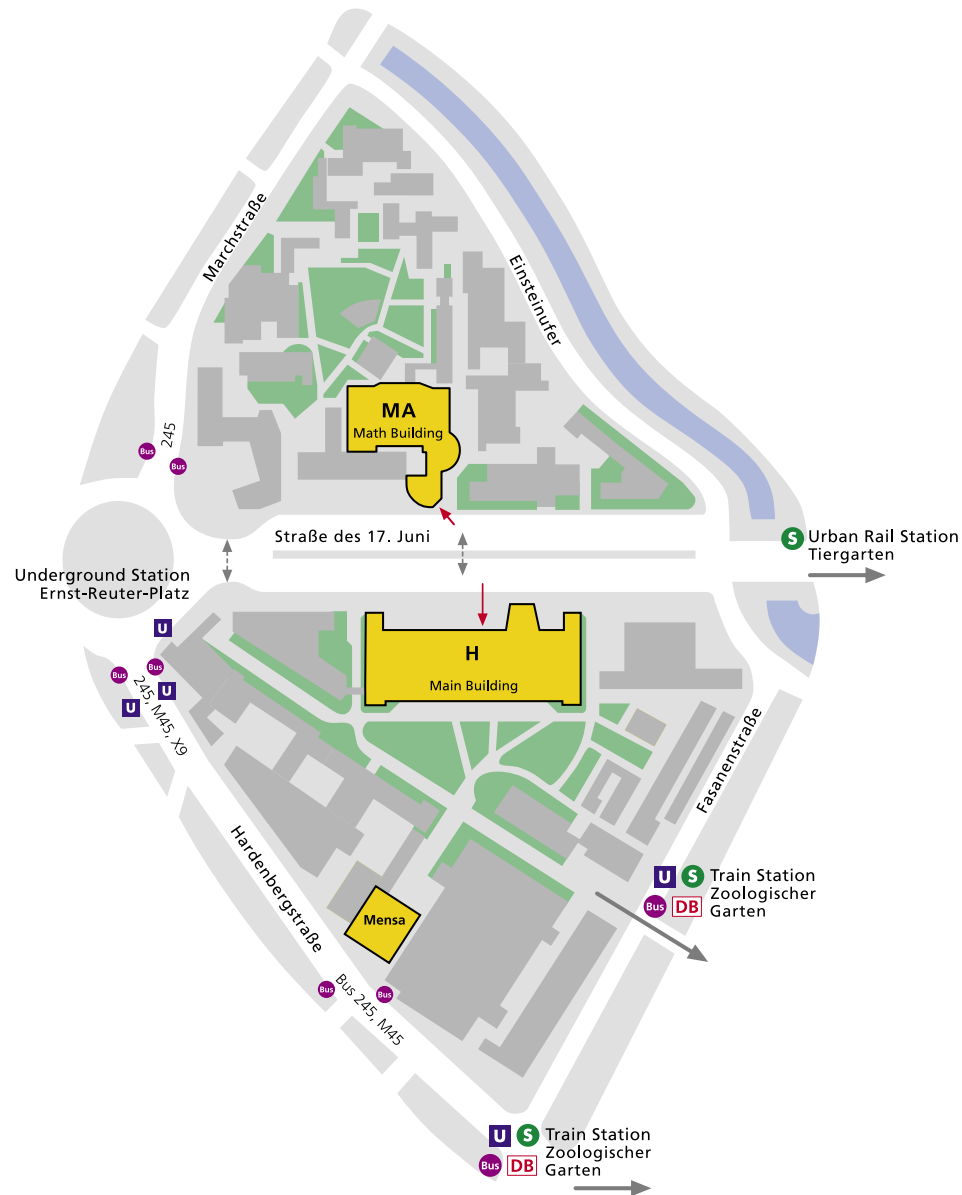 Marchstraße
Einsteinufer
MA
Math Building
245
Bus
Bus
Straße des 17. Juni
S Urban Rail Station
Tiergarten
Underground Station
Ernst-Reuter-Platz
U
H
Main Building
Bus
Bus
U
U
245, M45, X9
Fasanenstraße
Hardenbergstraße
U S Train Station
Zoologischer
Bus DB Garten
Mensa
Bus
Bus
Bus 245, M45
U S Train Station
Zoologischer
Bus DB Garten